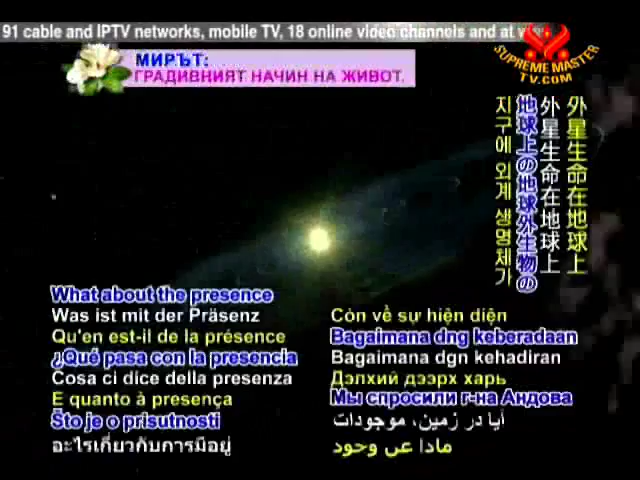 91 cable and IPTV networks, mobile TV, 18 online video channels and at
SUPREME MASTER
TV.COM
МИРЪТ:
ГРАДИВНИЯТ НАЧИН НА ЖИВОТ.
外星生命在地球上
外星生命在地球上
地球上の地球外生物の
지구에 외계 생명체가
What about the presence
Was ist mit der Präsenz
Qu'en est-il de la présence
¿Qué pasa con la presencia
Cosa ci dice della presenza
E quanto à presença
Što je o prisutnosti
อะไรเกี่ยวกับการมีอยู่
Còn về sự hiện diện
Bagaimana dng keberadaan
Bagaimana dgn kehadiran
Дэлхий дээрх харь
Мы спросили г-на Андова
آیا در زمین، موجودات
ماذا عن وجود